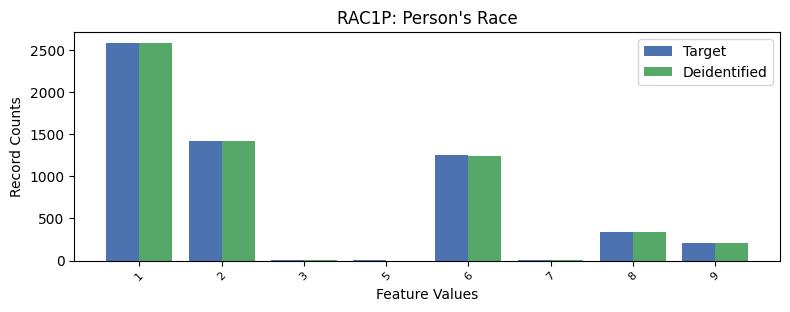 RAC1P: Person's Race
Target
Deidentified
Record Counts
2500
2000
1500
1000
500
0
1 2 3 5 6 7 8 9
Feature Values